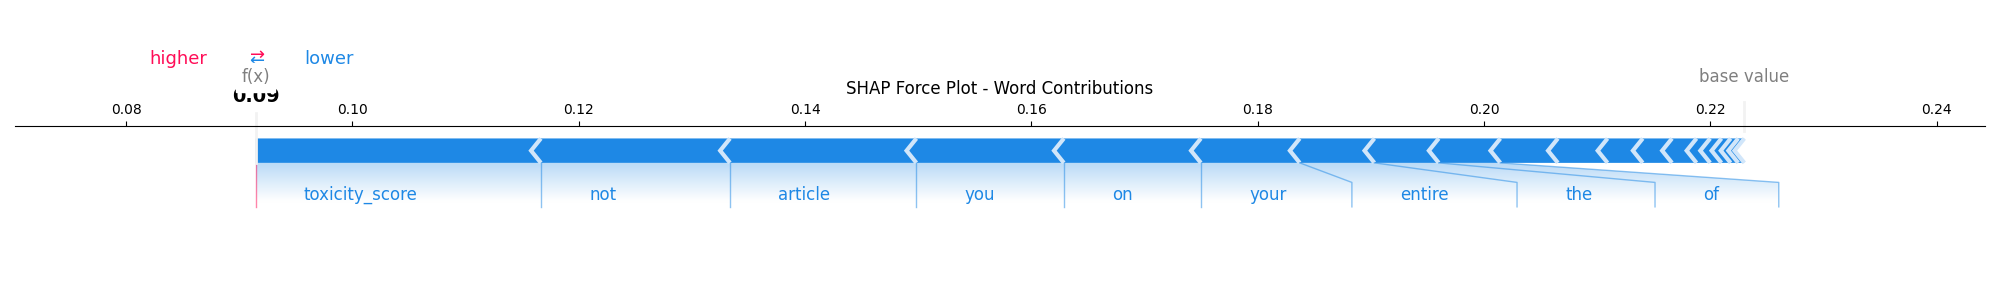 higher ⇄ lower
f(x) base value
SHAP Force Plot - Word Contributions
0.09
0.08 0.10 0.12 0.14 0.16 0.18 0.20 0.22 0.24
toxicity_score not article you on your entire the of